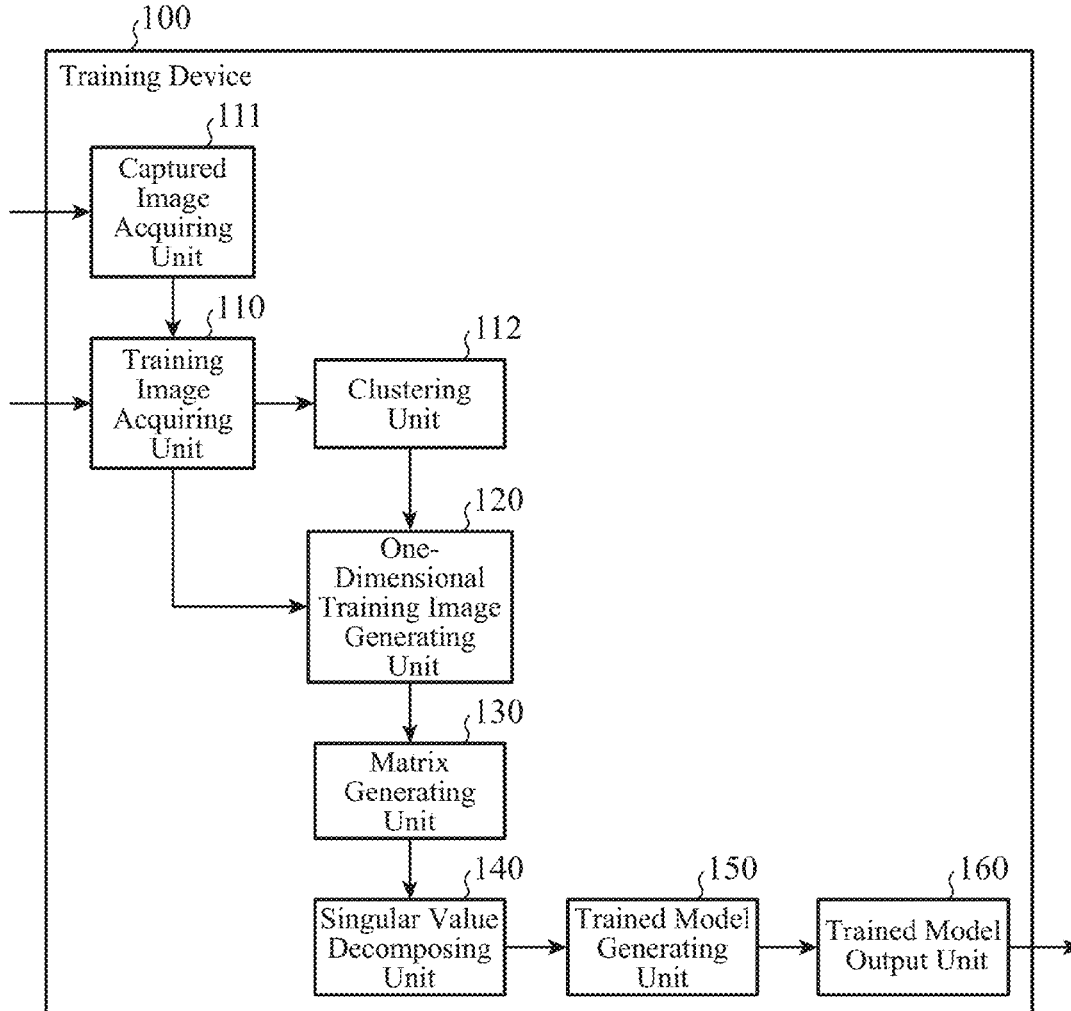 100
Training Device
111
Captured
Image
Acquiring
Unit
110
Training
Image
Acquiring
Unit
112
Clustering
Unit
120
One-
Dimensional
Training Image
Generating
Unit
130
Matrix
Generating
Unit
140
Singular Value
Decomposing
Unit
150
Trained Model
Generating
Unit
160
Trained Model
Output Unit